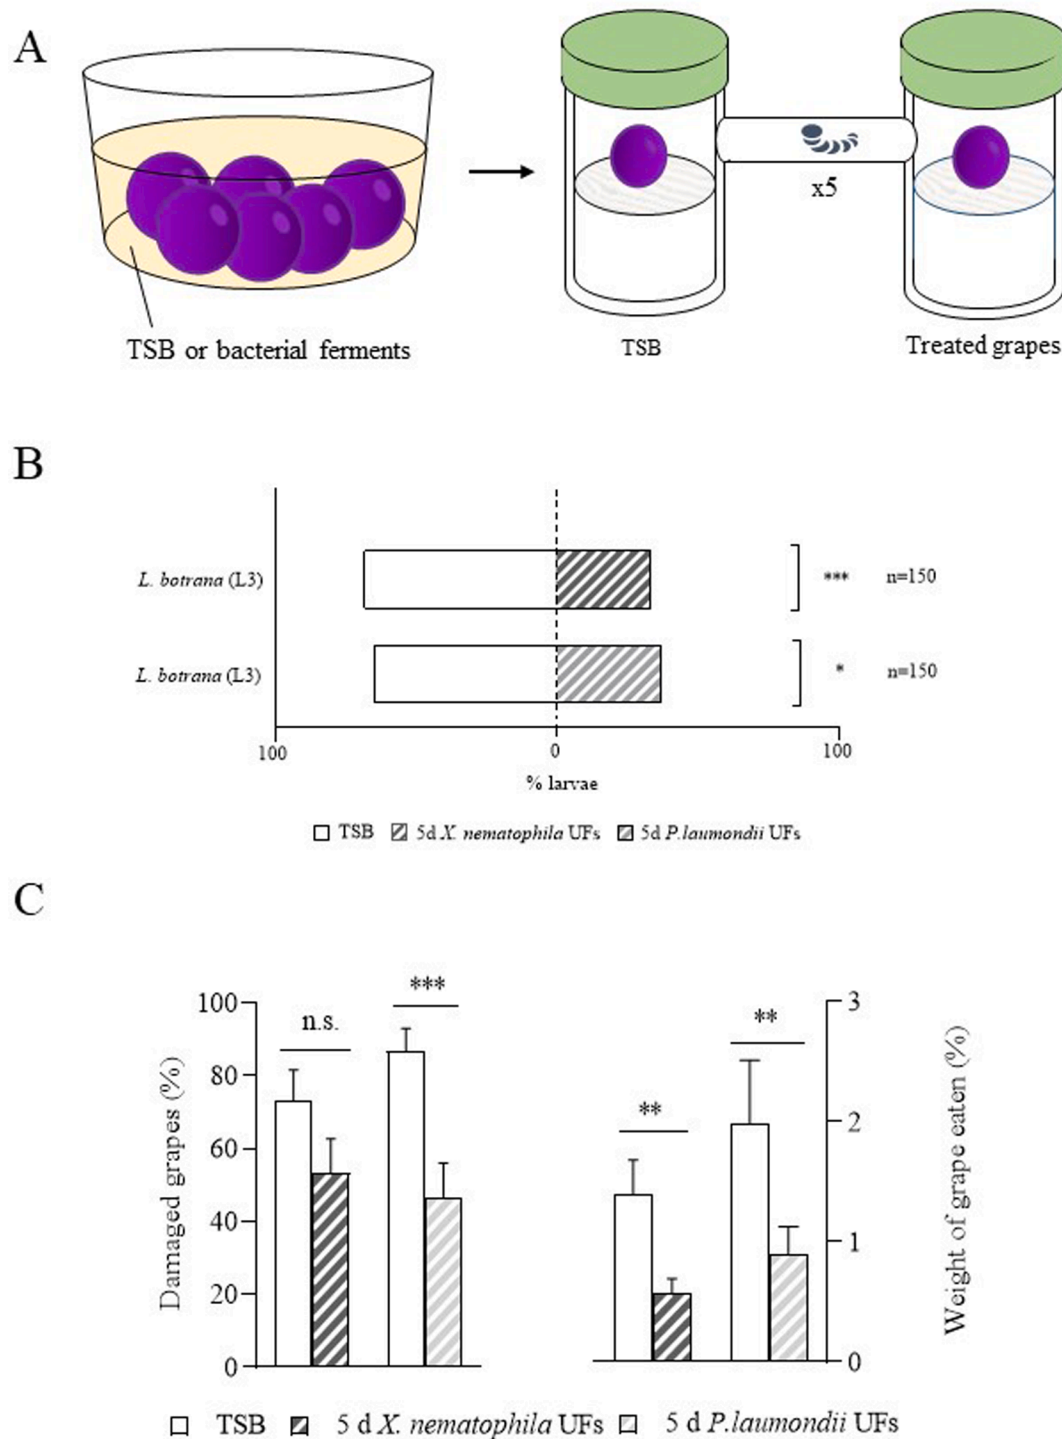 A
TSB or bacterial ferments
x5
TSB
Treated grapes
B
L. botrana (L3)
*** n=150
L. botrana (L3)
* n=150
100 0 100
% larvae
TSB 5d X. nematophila UFs 5d P.laumondii UFs
C
Damaged grapes (%)
100
80
60
40
20
0
n.s.
***
**
**
3
2
1
0
Weight of grape eaten (%)
TSB 5 d X. nematophila UFs 5 d P.laumondii UFs